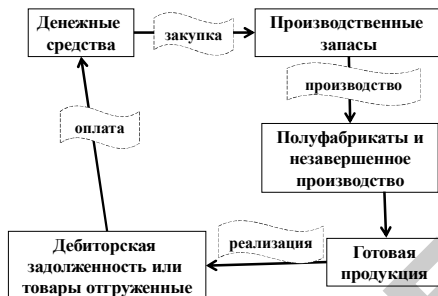 Денежные
средства
закупка
Производственные
запасы
производство
Полуфабрикаты и
незавершенное
производство
Готовая
продукция
реализация
Дебиторская
задолженность или
товары отгруженные
оплата